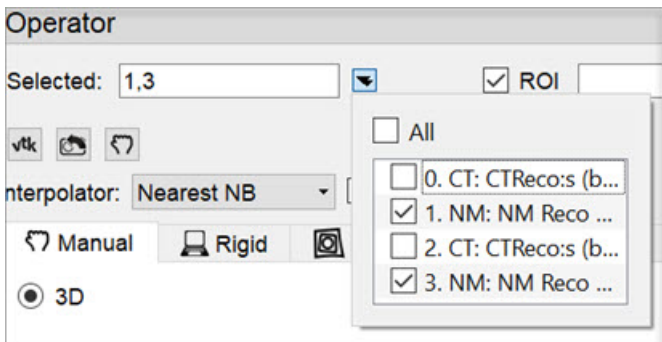 Operator
Selected: 1,3 ROI
All
vtk
0. CT: CTReco:s (b...
nterpolator: Nearest NB
1. NM: NM Reco ...
Manual Rigid
2. CT: CTReco:s (b...
3. NM: NM Reco ...
3D